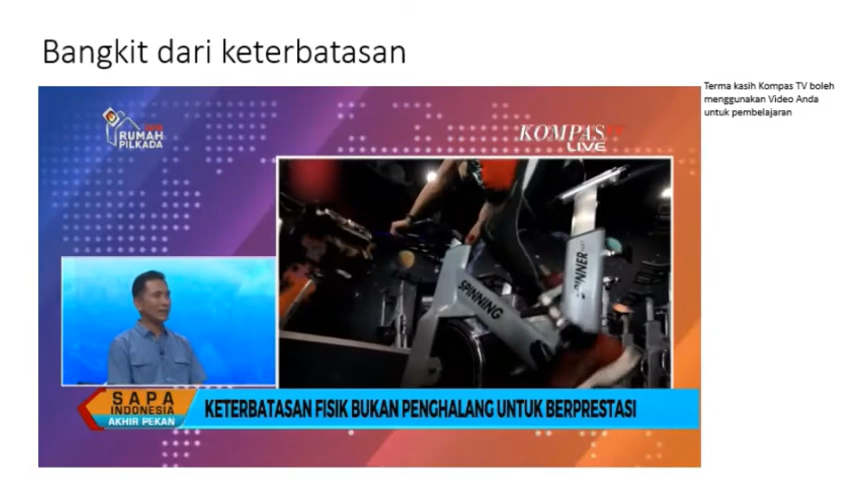 Bangkit dari keterbatasan
Terma kasih Kompas TV boleh
menggunakan Video Anda
untuk pembelajaran
RUMAH
PILKADA
KOMPAS TV
LIVE
SPINNING
SPINNER
SAPA
INDONESIA
AKHIR PEKAN
KETERBATASAN FISIK BUKAN PENGHALANG UNTUK BERPRESTASI